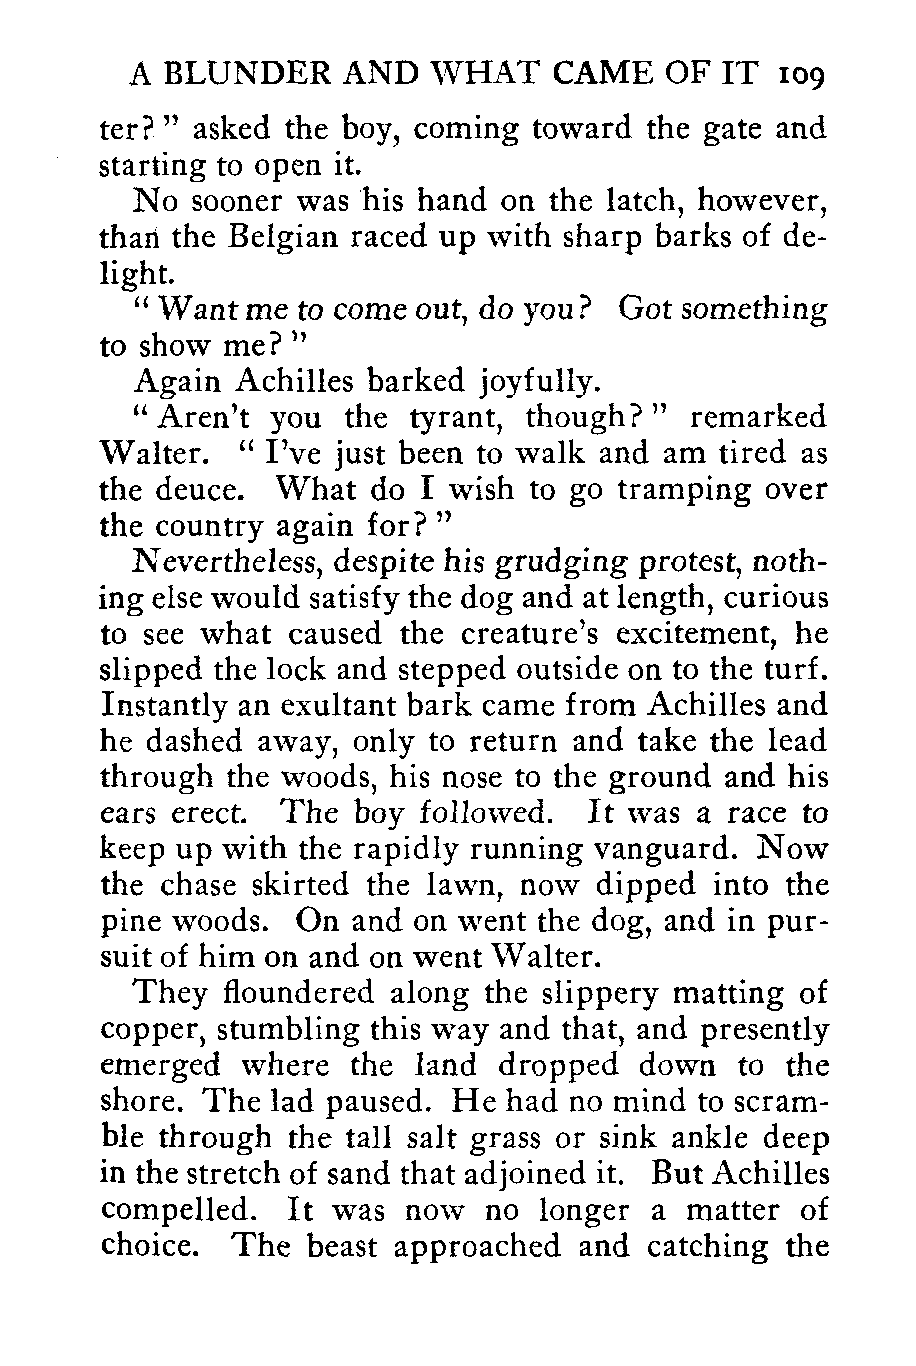 A BLUNDER AND WHAT CAME OF IT 109
ter? " asked the boy, coming toward the gate and
starting to open it.
No sooner was his hand on the latch, however,
than the Belgian raced up with sharp barks of de-
light.
" Want me to come out, do you? Got something
to show me? "
Again Achilles barked joyfully.
" Aren't you the tyrant, though? " remarked
Walter. " I've just been to walk and am tired as
the deuce. What do I wish to go tramping over
the country again for? "
Nevertheless, despite his grudging protest, noth-
ing else would satisfy the dog and at length, curious
to see what caused the creature's excitement, he
slipped the lock and stepped outside on to the turf.
Instantly an exultant bark came from Achilles and
he dashed away, only to return and take the lead
through the woods, his nose to the ground and his
ears erect. The boy followed. It was a race to
keep up with the rapidly running vanguard. Now
the chase skirted the lawn, now dipped into the
pine woods. On and on went the dog, and in pur-
suit of him on and on went Walter.
They floundered along the slippery matting of
copper, stumbling this way and that, and presently
emerged where the land dropped down to the
shore. The lad paused. He had no mind to scram-
ble through the tall salt grass or sink ankle deep
in the stretch of sand that adjoined it. But Achilles
compelled. It was now no longer a matter of
choice. The beast approached and catching the